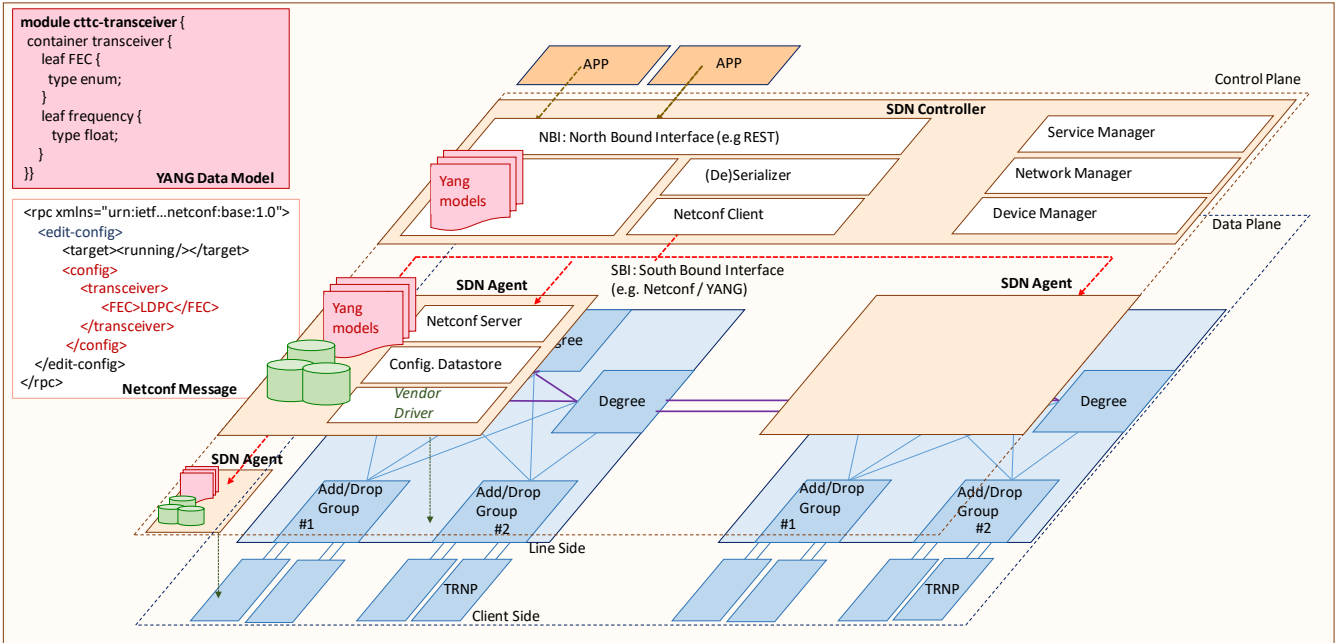 module cttc-transceiver {
container transceiver {
leaf FEC {
type enum;
}
leaf frequency {
type float;
}
}}
YANG Data Model
<rpc xmlns="urn:ietf...netconf:base:1.0">
<edit-config>
<target><running/></target>
<config>
<transceiver>
<FEC>LDPC</FEC>
</transceiver>
</config>
</edit-config>
</rpc>
Netconf Message
APP
APP
Control Plane
SDN Controller
NBI: North Bound Interface (e.g REST)
Service Manager
Yang
models
(De)Serializer
Network Manager
Netconf Client
Device Manager
Data Plane
SBI: South Bound Interface
(e.g. Netconf / YANG)
SDN Agent
SDN Agent
Yang
models
Netconf Server
Config. Datastore
Vendor
Driver
Degree
Degree
SDN Agent
Add/Drop
Group
#1
Add/Drop
Group
#2
Add/Drop
Group
#1
Add/Drop
Group
#2
Line Side
TRNP
TRNP
Client Side